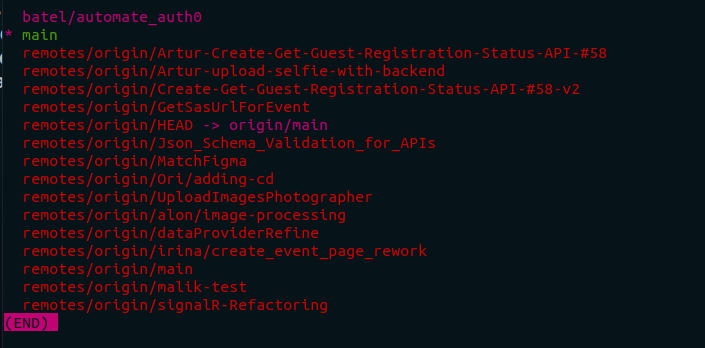 batel/automate_auth0
* main
remotes/origin/Artur-Create-Get-Guest-Registration-Status-API-#58
remotes/origin/Artur-upload-selfie-with-backend
remotes/origin/Create-Get-Guest-Registration-Status-API-#58-v2
remotes/origin/GetSasUrlForEvent
remotes/origin/HEAD -> origin/main
remotes/origin/Json_Schema_Validation_for_APIs
remotes/origin/MatchFigma
remotes/origin/Ori/adding-cd
remotes/origin/UploadImagesPhotographer
remotes/origin/alon/image-processing
remotes/origin/dataProviderRefine
remotes/origin/irina/create_event_page_rework
remotes/origin/main
remotes/origin/malik-test
remotes/origin/signalR-Refactoring
(END)